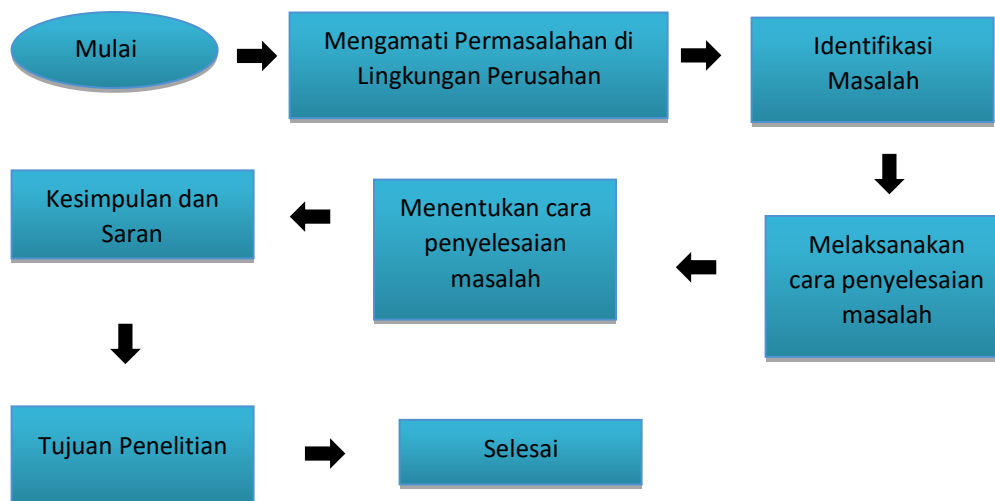 Mulai
Mengamati Permasalahan di
Lingkungan Perusahan
Identifikasi
Masalah
Melaksanakan
cara penyelesaian
masalah
Menentukan cara
penyelesaian
masalah
Kesimpulan dan
Saran
Tujuan Penelitian
Selesai